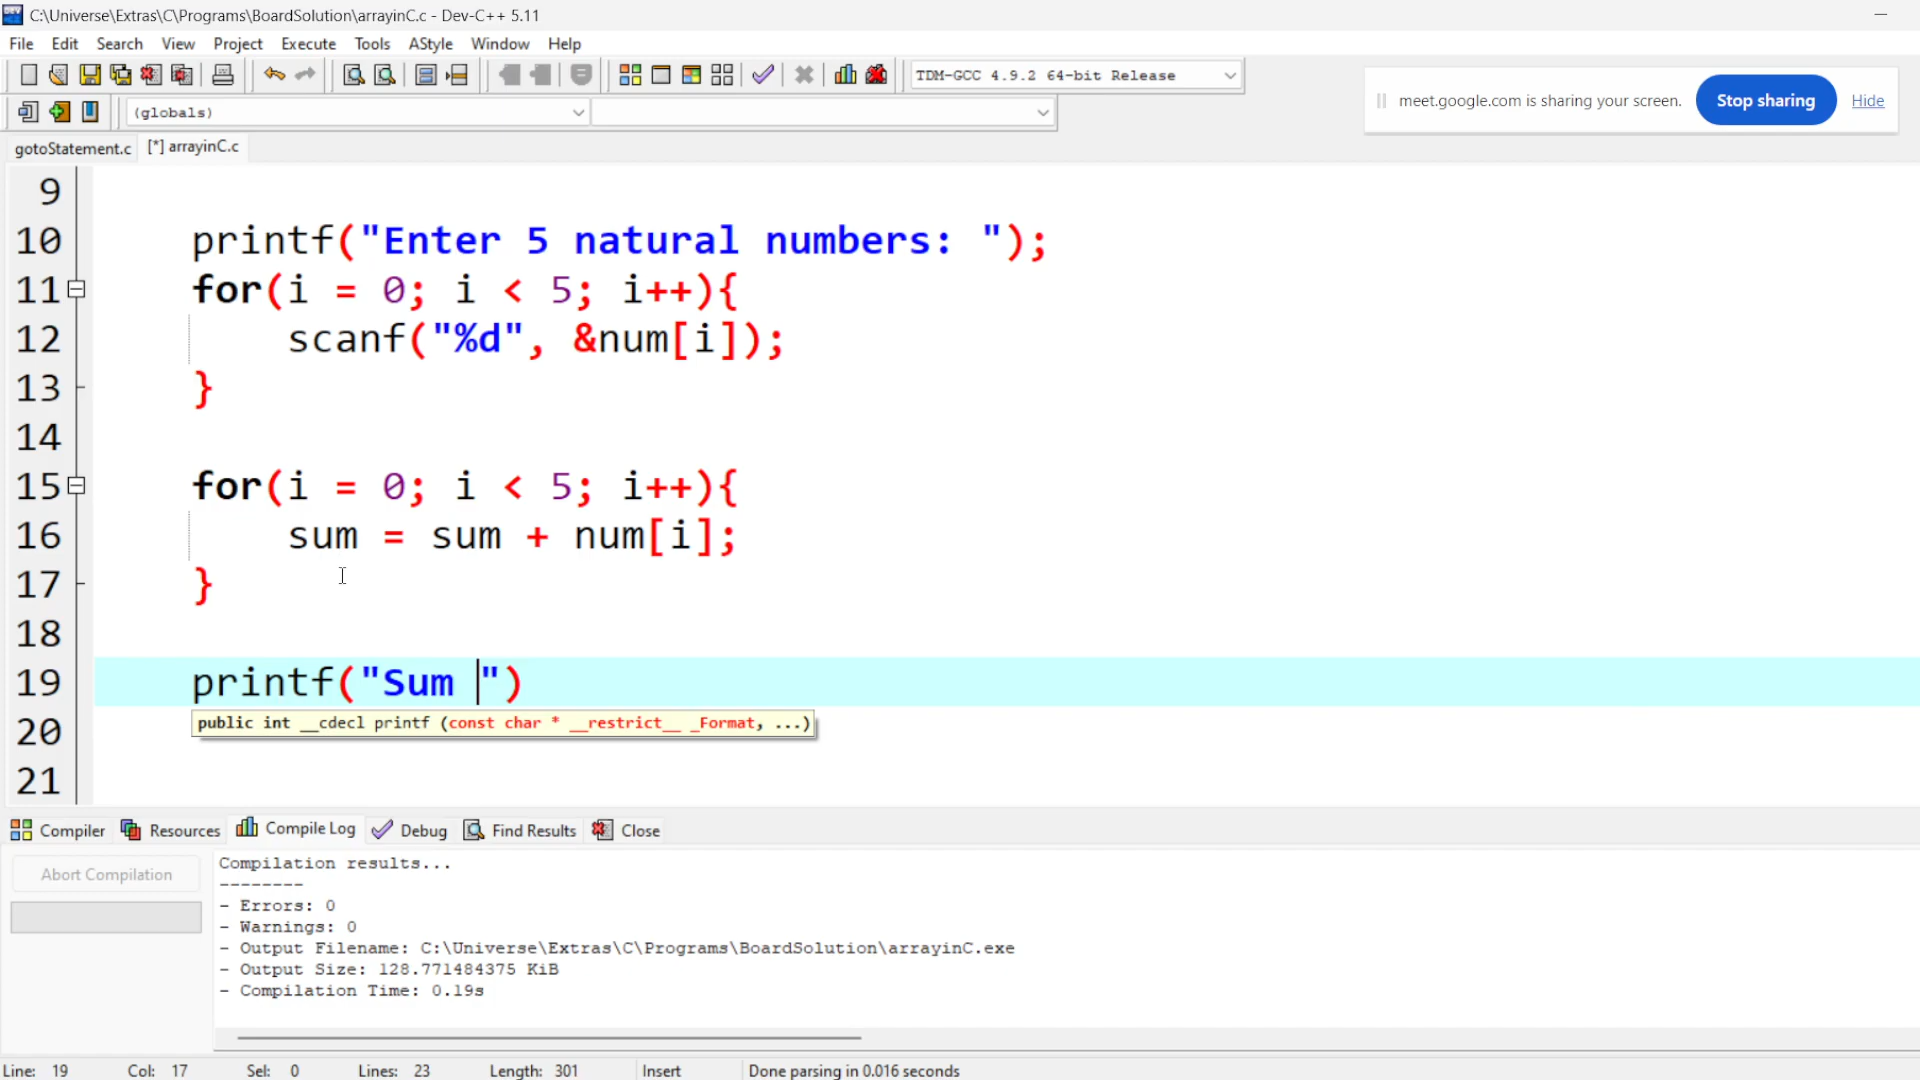 C:\Universe\Extras\C\Programs\BoardSolution\arrayinC.c - Dev-C++ 5.11
File Edit Search View Project Execute Tools AStyle Window Help
TDM-GCC 4.9.2 64-bit Release
meet.google.com is sharing your screen. Stop sharing Hide
(globals)
gotoStatement.c [*] arrayinC.c
9
10 printf("Enter 5 natural numbers: ");
11 for(i = 0; i < 5; i++){
12 scanf("%d", &num[i]);
13 }
14
15 for(i = 0; i < 5; i++){
16 sum = sum + num[i];
17 }
18
19 printf("Sum ")
public int __cdecl printf (const char * __restrict__ _Format, ...)
20
21
Compiler Resources Compile Log Debug Find Results Close
Abort Compilation
Compilation results...
--------
- Errors: 0
- Warnings: 0
- Output Filename: C:\Universe\Extras\C\Programs\BoardSolution\arrayinC.exe
- Output Size: 128.771484375 KiB
- Compilation Time: 0.19s
Line: 19 Col: 17 Sel: 0 Lines: 23 Length: 301 Insert Done parsing in 0.016 seconds